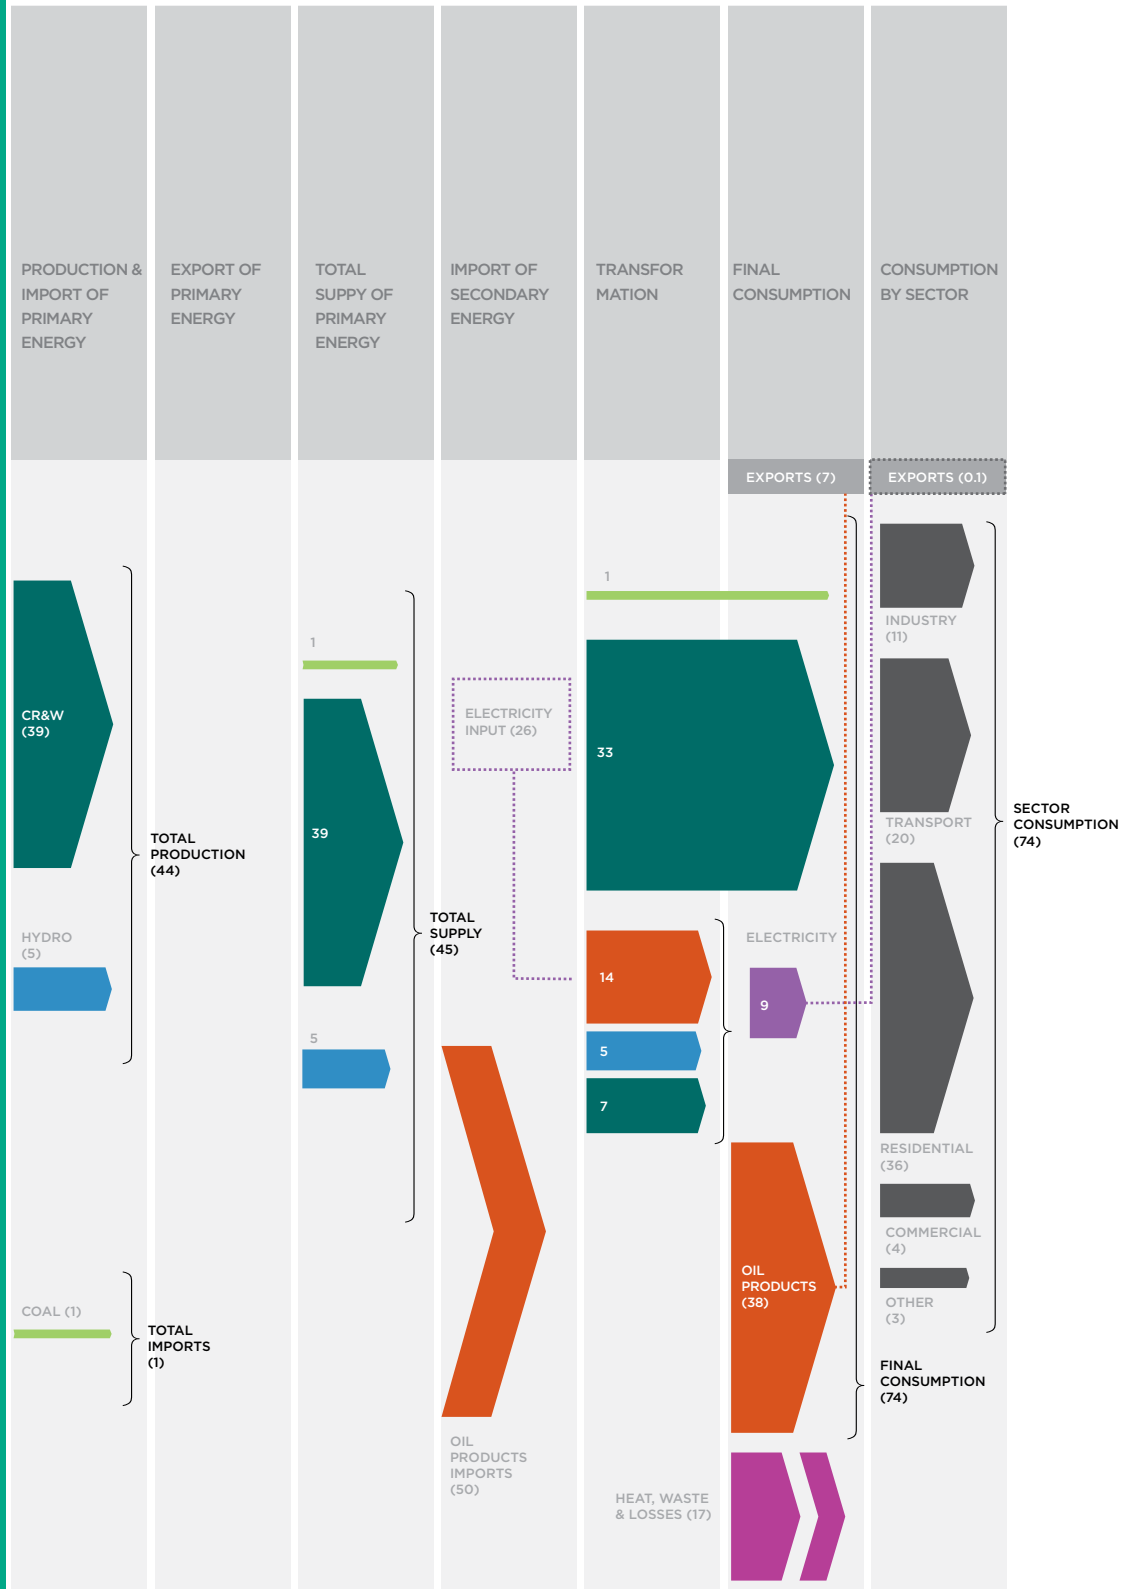 PRODUCTION &
IMPORT OF
PRIMARY
ENERGY
EXPORT OF
PRIMARY
ENERGY
TOTAL
SUPPY OF
PRIMARY
ENERGY
IMPORT OF
SECONDARY
ENERGY
TRANSFOR
MATION
FINAL
CONSUMPTION
CONSUMPTION
BY SECTOR
EXPORTS (7)
EXPORTS (0.1)
CR&W
(39)
HYDRO
(5)
TOTAL
PRODUCTION
(44)
COAL (1)
TOTAL
IMPORTS
(1)
1
39
5
TOTAL
SUPPLY
(45)
ELECTRICITY
INPUT (26)
OIL
PRODUCTS
IMPORTS
(50)
1
33
14
5
7
ELECTRICITY
9
OIL
PRODUCTS
(38)
HEAT, WASTE
& LOSSES (17)
INDUSTRY
(11)
TRANSPORT
(20)
RESIDENTIAL
(36)
COMMERCIAL
(4)
OTHER
(3)
SECTOR
CONSUMPTION
(74)
FINAL
CONSUMPTION
(74)